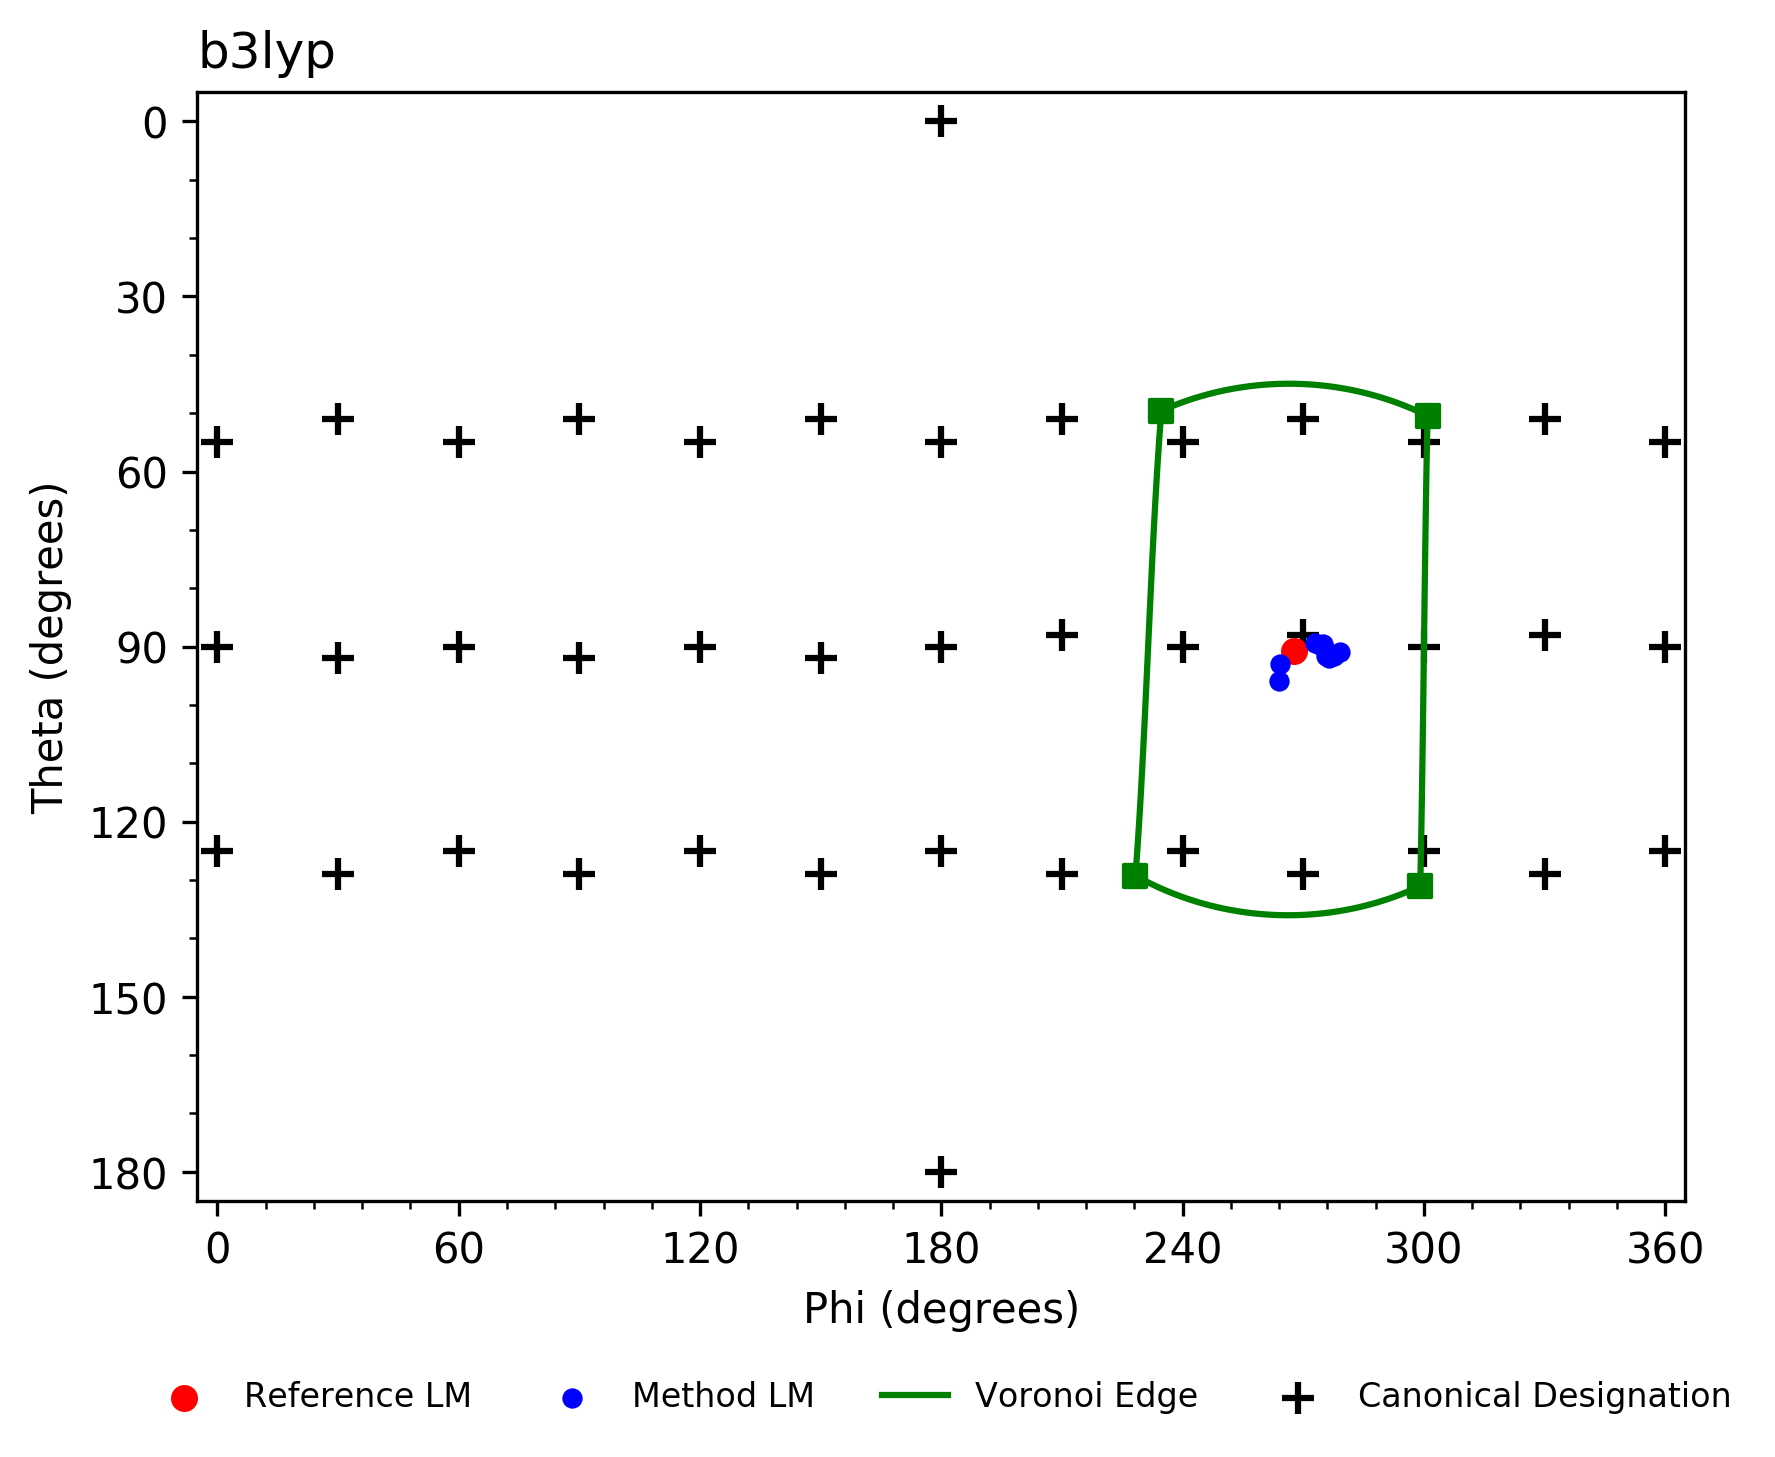 b3lyp
0
30
60
90
120
150
180
Theta (degrees)
0 60 120 180 240 300 360
Phi (degrees)
Reference LM Method LM Voronoi Edge Canonical Designation